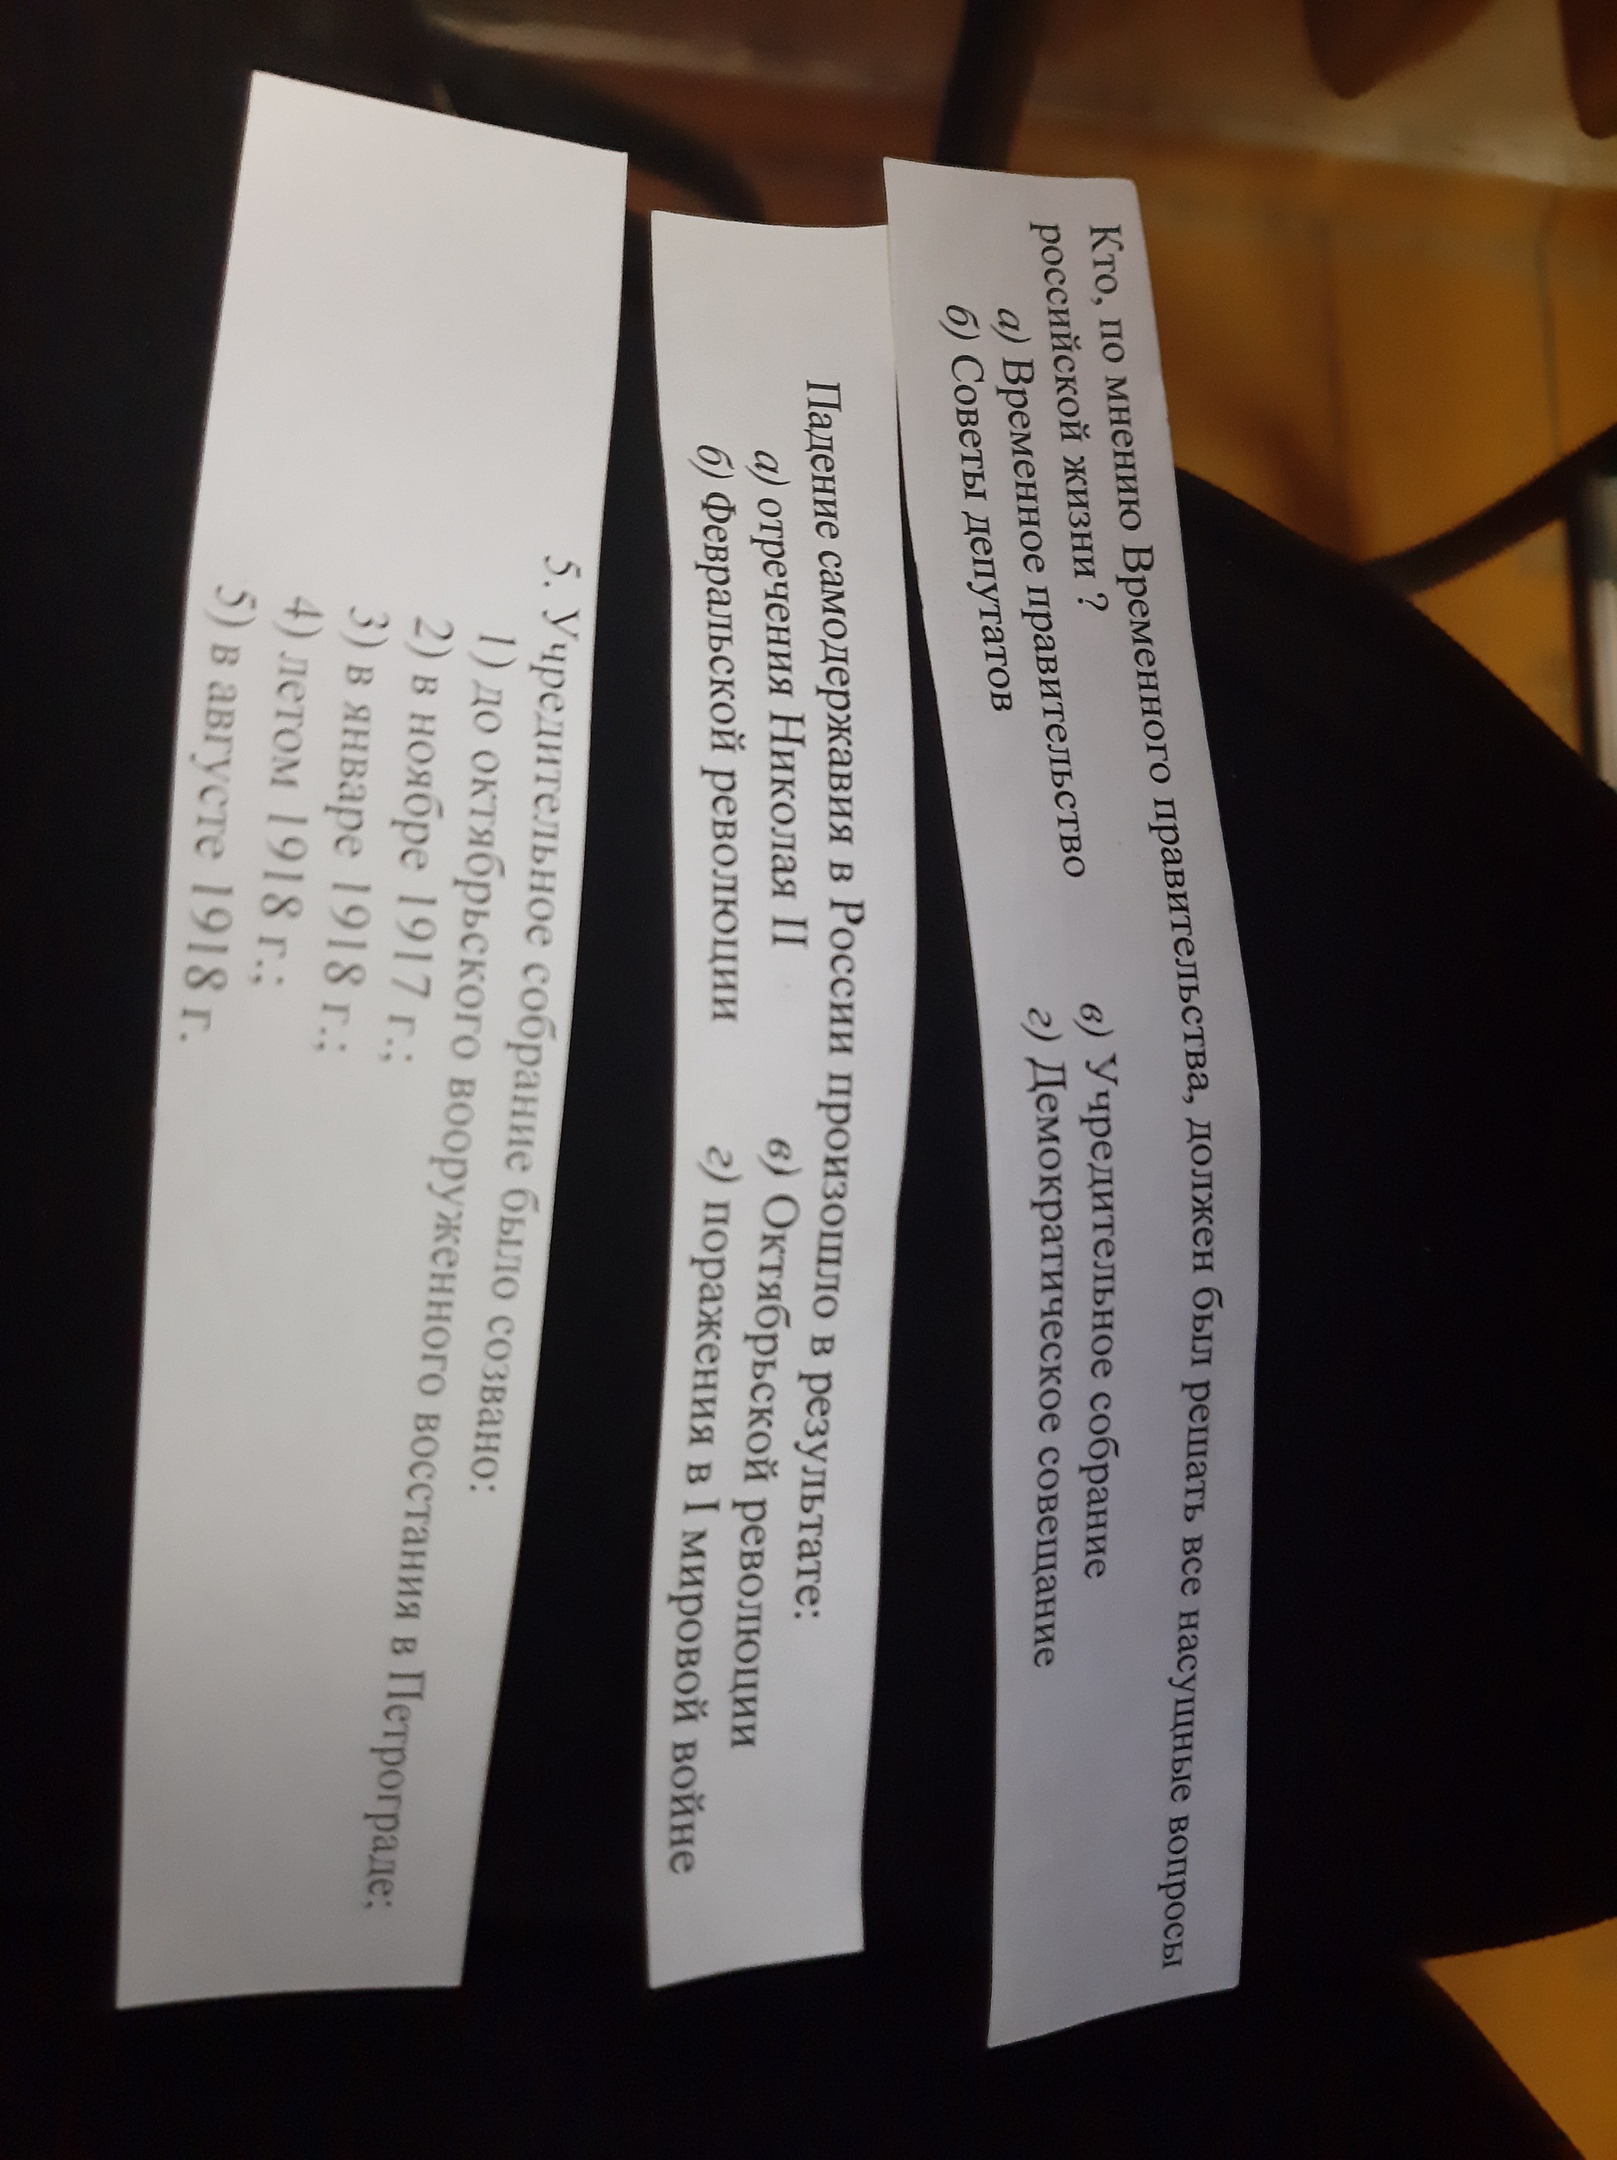 Кто, по мнению Временного правительства, должен был решать все насущные вопросы
российской жизни ?
а) Временное правительство
в) Учредительное собрание
б) Советы депутатов
г) Демократическое совещание
Падение самодержавия в России произошло в результате:
а) отречения Николая II
в) Октябрьской революции
б) Февральской революции
г) поражения в I мировой войне
5. Учредительное собрание было созвано:
1) до октябрьского вооруженного восстания в Петрограде;
2) в ноябре 1917 г.;
3) в январе 1918 г.;
4) летом 1918 г.;
5) в августе 1918 г.